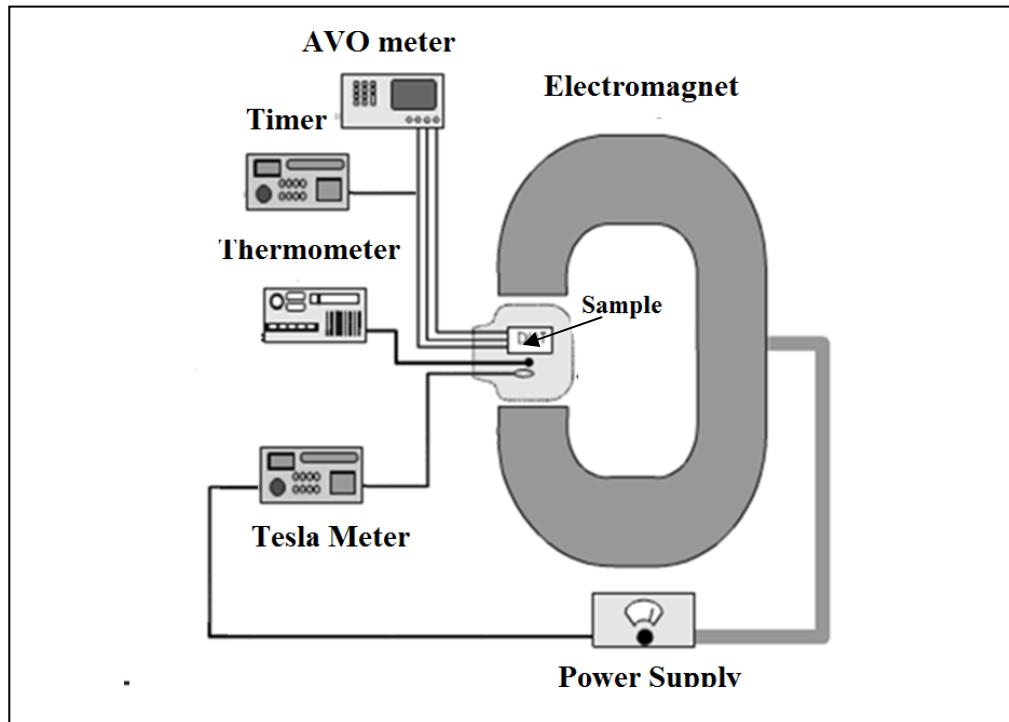 AVO meter
Electromagnet
Timer
Thermometer
Sample
Tesla Meter
Power Supply